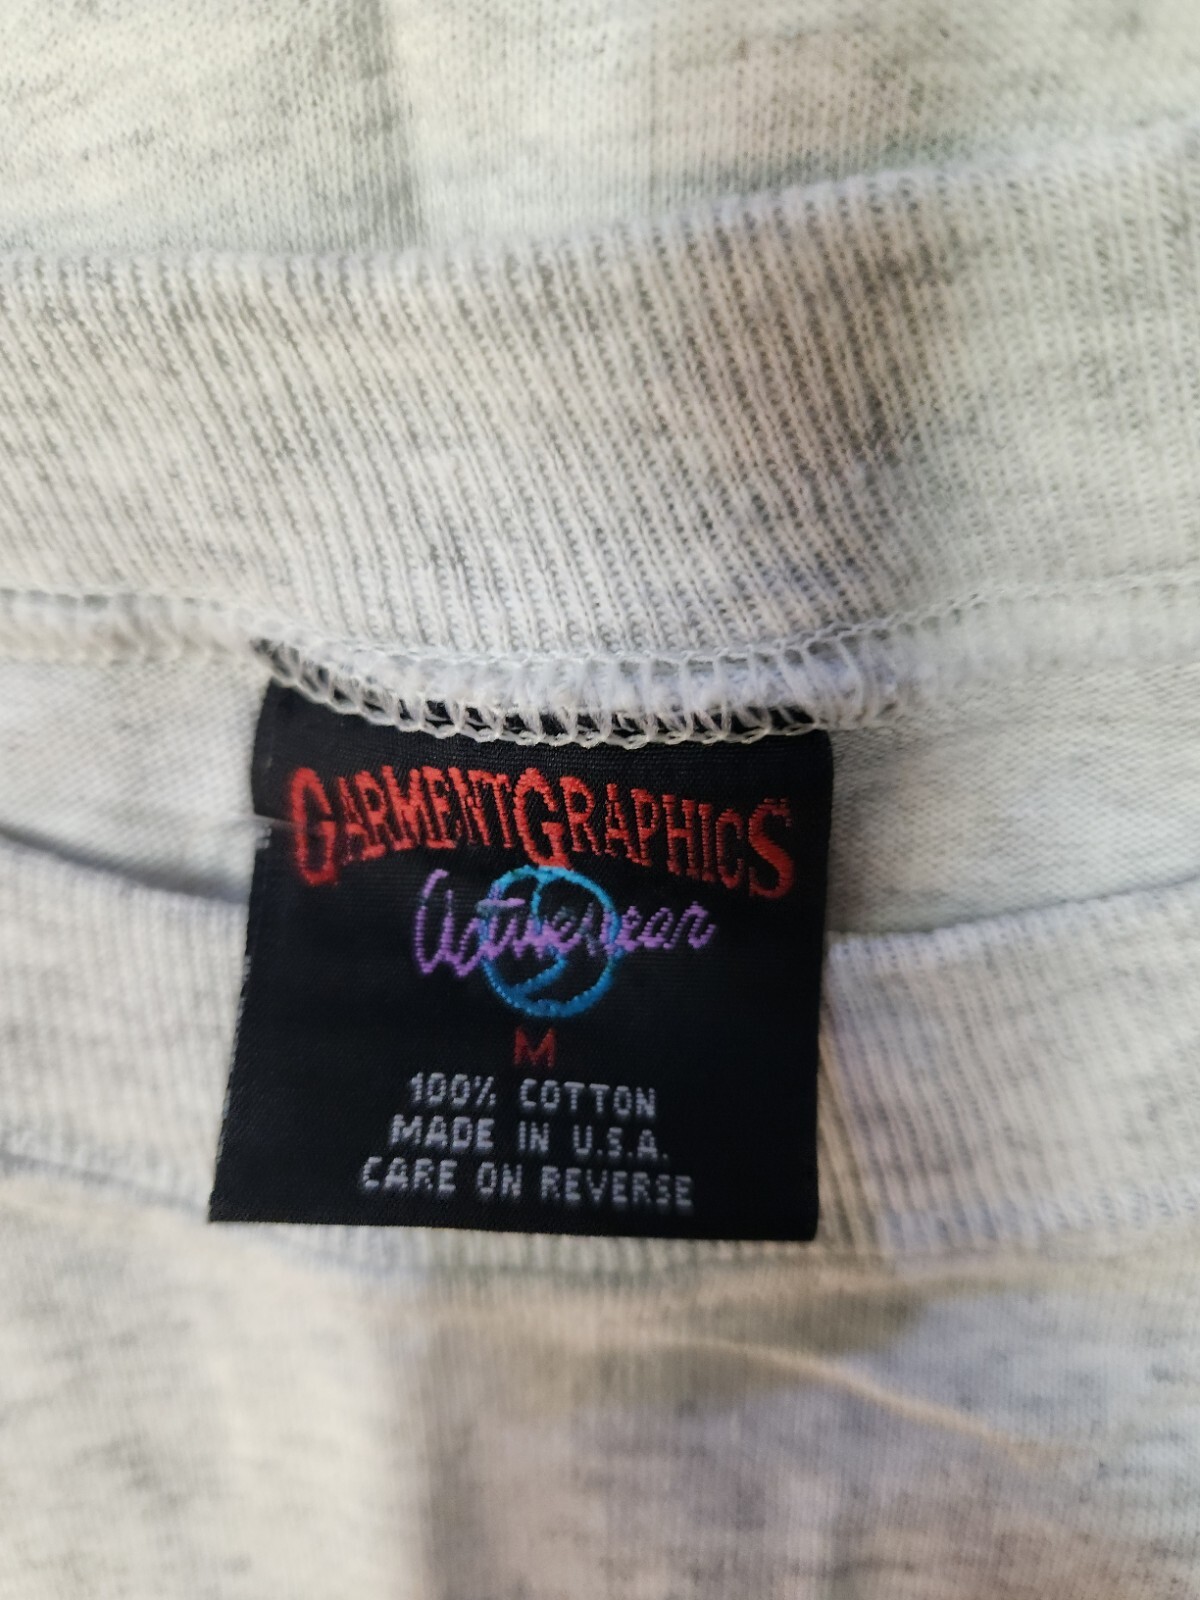 GARMENTGRAPHICS
Activewear
M
100% COTTON
MADE IN U.S.A.
CARE ON REVERSE